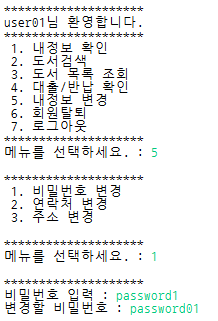 ********************
user01님 환영합니다.
********************
1. 내정보 확인
2. 도서검색
3. 도서 목록 조회
4. 대출/반납 확인
5. 내정보 변경
6. 회원탈퇴
7. 로그아웃
********************
메뉴를 선택하세요. : 5
********************
1. 비밀번호 변경
2. 연락처 변경
3. 주소 변경
********************
메뉴를 선택하세요. : 1
********************
비밀번호 입력 : password1
변경할 비밀번호 : password01